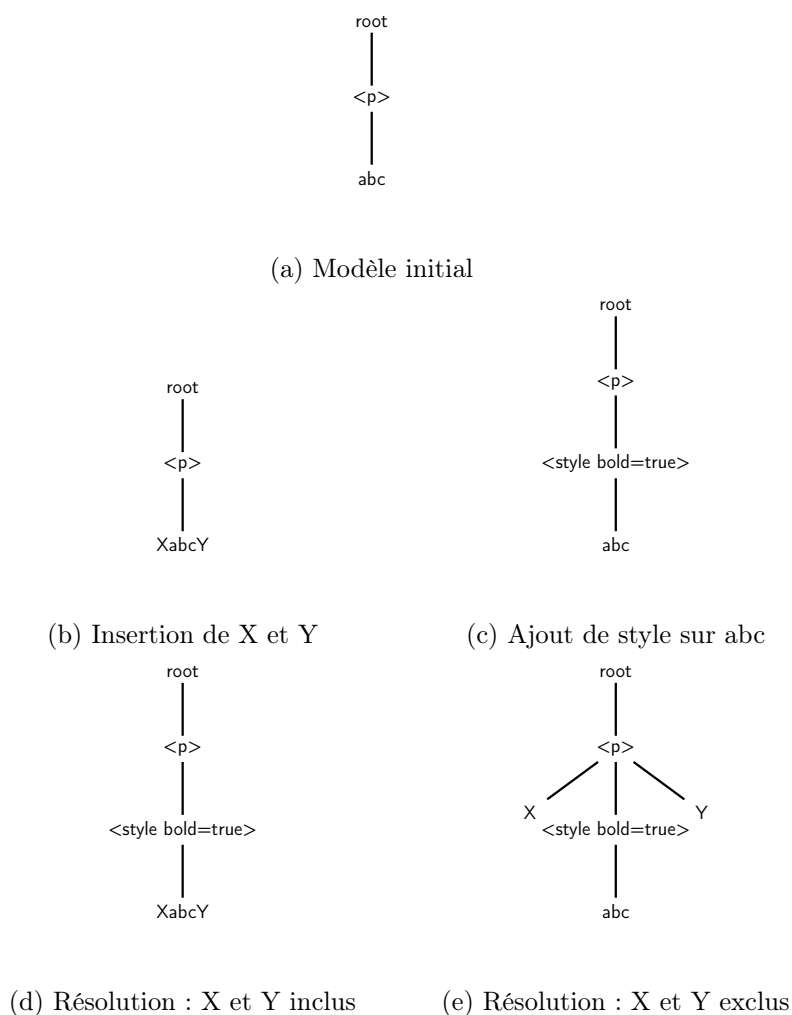 root
<p>
abc
(a) Modèle initial
root
<p>
XabcY
(b) Insertion de X et Y
root
<p>
<style bold=true>
abc
(c) Ajout de style sur abc
root
<p>
<style bold=true>
XabcY
(d) Résolution : X et Y inclus
root
<p>
X
Y
<style bold=true>
abc
(e) Résolution : X et Y exclus